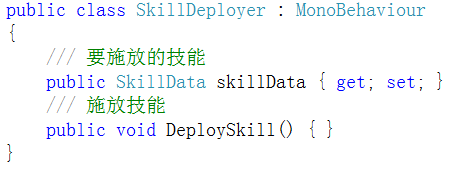 public class SkillDeployer : MonoBehaviour
{
    /// 要施放的技能
    public SkillData skillData { get; set; }
    /// 施放技能
    public void DeploySkill() { }
}